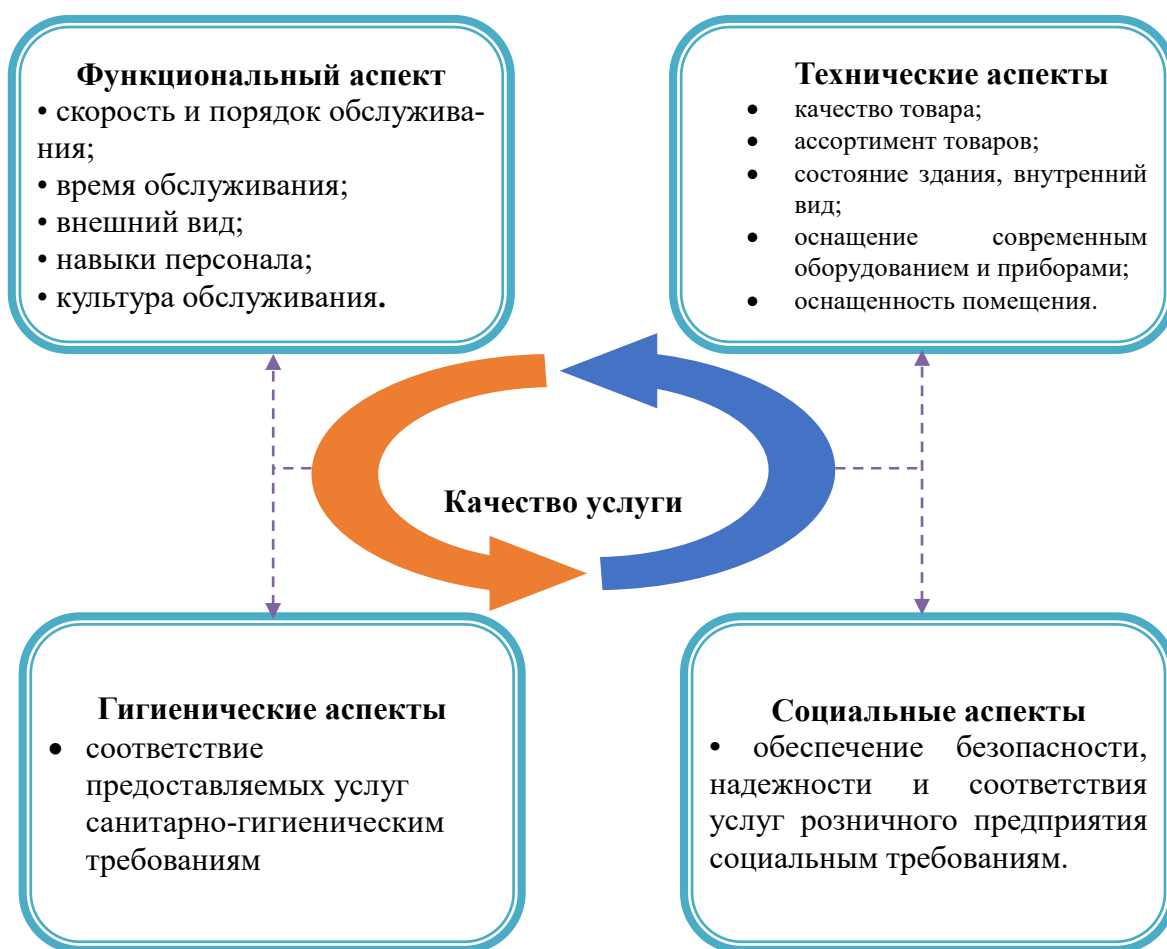 Функциональный аспект
• скорость и порядок обслужива-
ния;
• время обслуживания;
• внешний вид;
• навыки персонала;
• культура обслуживания.
Технические аспекты
• качество товара;
• ассортимент товаров;
• состояние здания, внутренний
вид;
• оснащение современным
оборудованием и приборами;
• оснащенность помещения.
Качество услуги
Гигиенические аспекты
• соответствие
предоставляемых услуг
санитарно-гигиеническим
требованиям
Социальные аспекты
• обеспечение безопасности,
надежности и соответствия
услуг розничного предприятия
социальным требованиям.